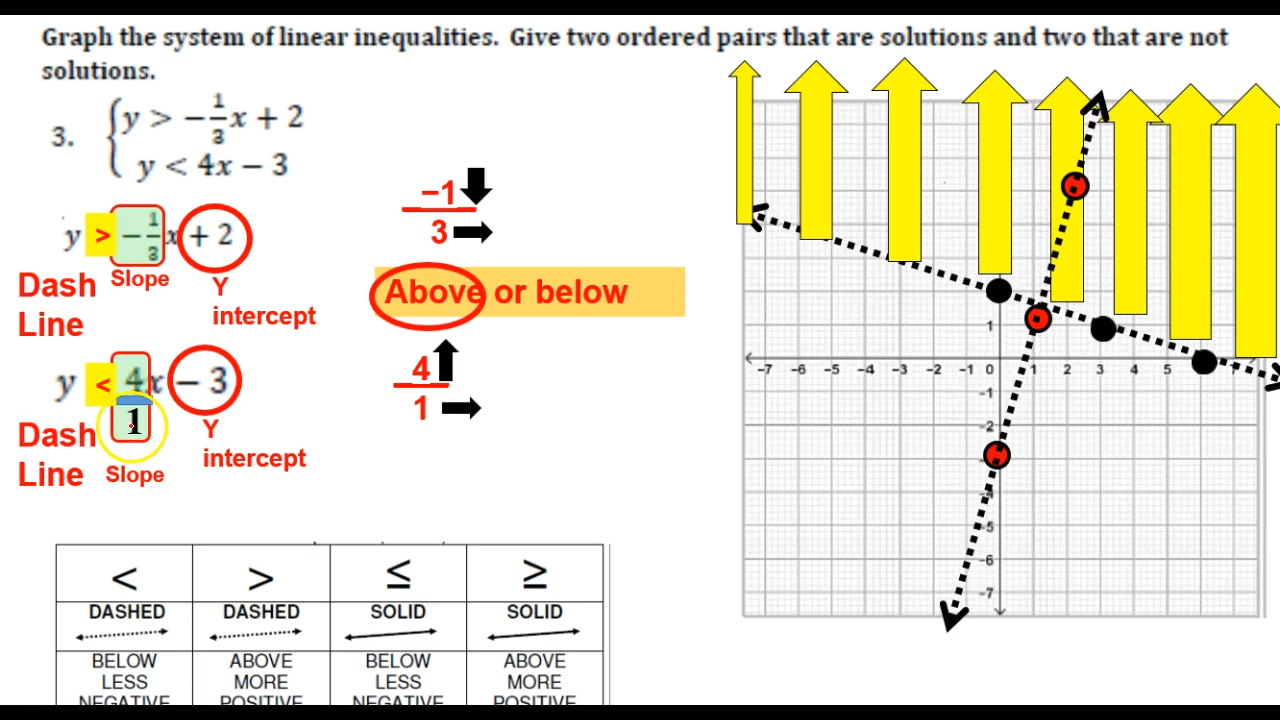 Graph the system of linear inequalities. Give two ordered pairs that are solutions and two that are not
solutions.
3. { y > −1/3x + 2
y < 4x − 3
y > −1/3x + 2
Dash Line
Slope
Y intercept
−1
3
Above or below
y < 4x − 3
1
Dash Line
Slope
Y intercept
4
1
< > ≤ ≥
DASHED DASHED SOLID SOLID
BELOW ABOVE BELOW ABOVE
LESS MORE LESS MORE
NEGATIVE POSITIVE NEGATIVE POSITIVE
1
-7 -6 -5 -4 -3 -2 -1 0 1 2 3 4 5
-1
-2
-4
-5
-6
-7